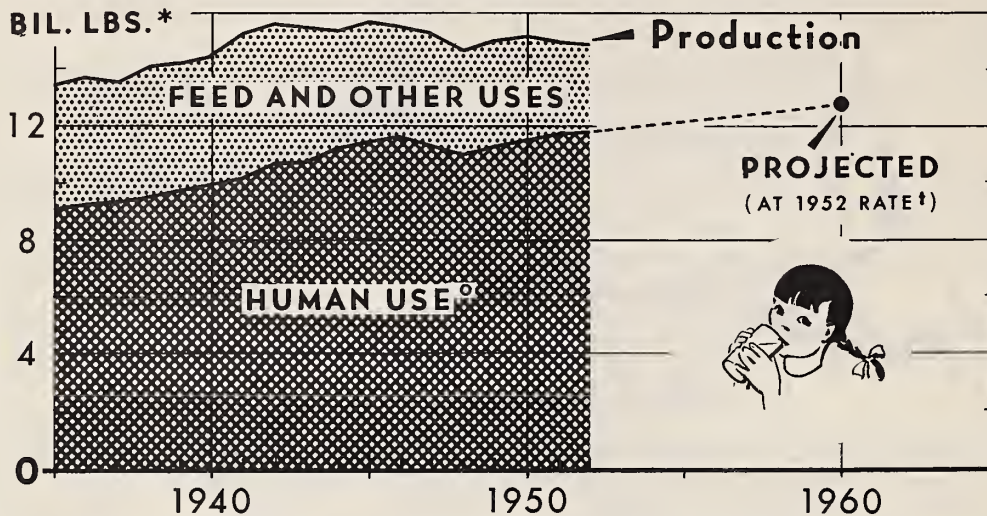 BIL. LBS.*
Production
FEED AND OTHER USES
12
PROJECTED
(AT 1952 RATE†)
8
HUMAN USE°
4
0
1940 1950 1960